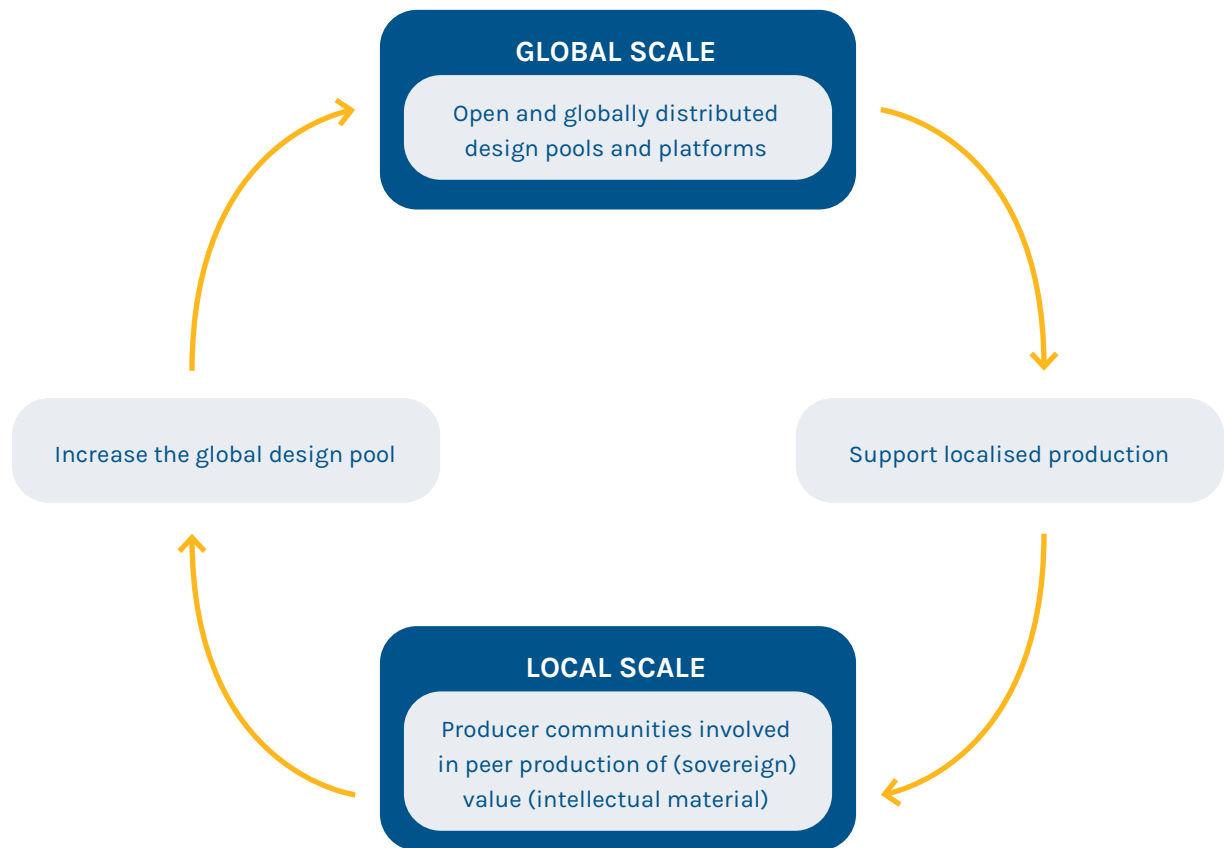 GLOBAL SCALE
Open and globally distributed
design pools and platforms
Increase the global design pool
Support localised production
LOCAL SCALE
Producer communities involved
in peer production of (sovereign)
value (intellectual material)